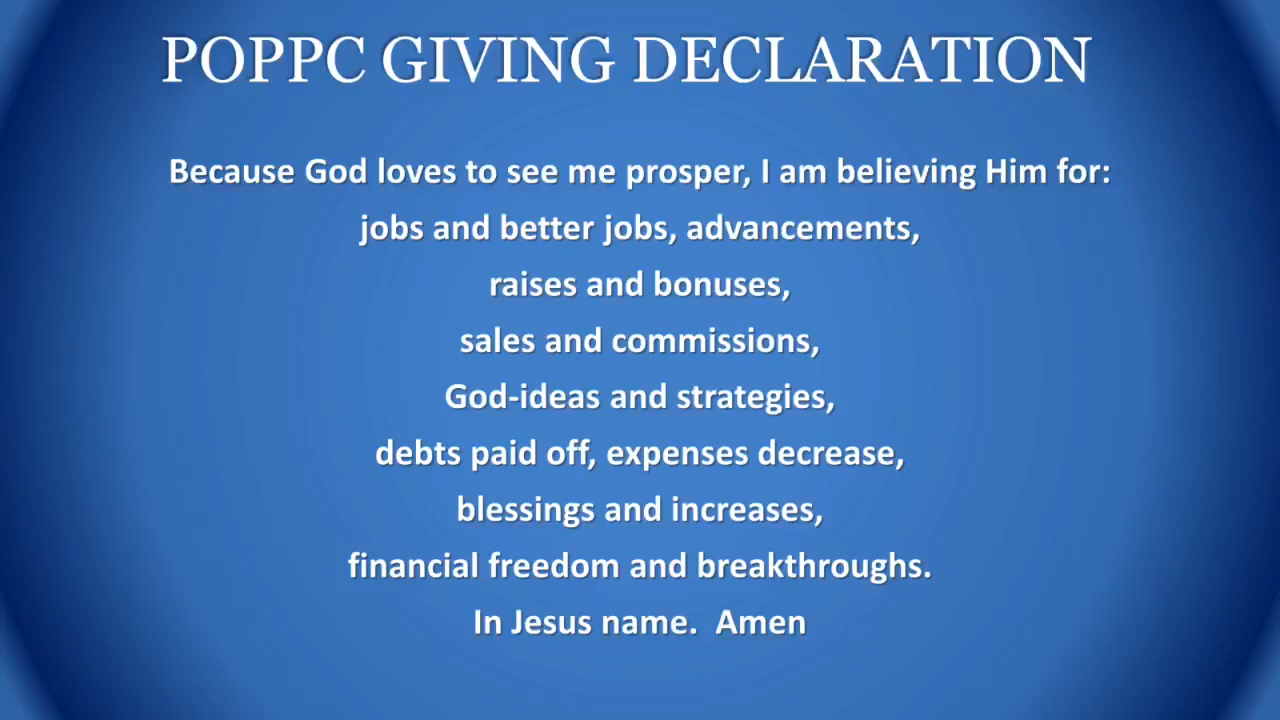 POPPC GIVING DECLARATION
Because God loves to see me prosper, I am believing Him for:
jobs and better jobs, advancements,
raises and bonuses,
sales and commissions,
God-ideas and strategies,
debts paid off, expenses decrease,
blessings and increases,
financial freedom and breakthroughs.
In Jesus name.  Amen